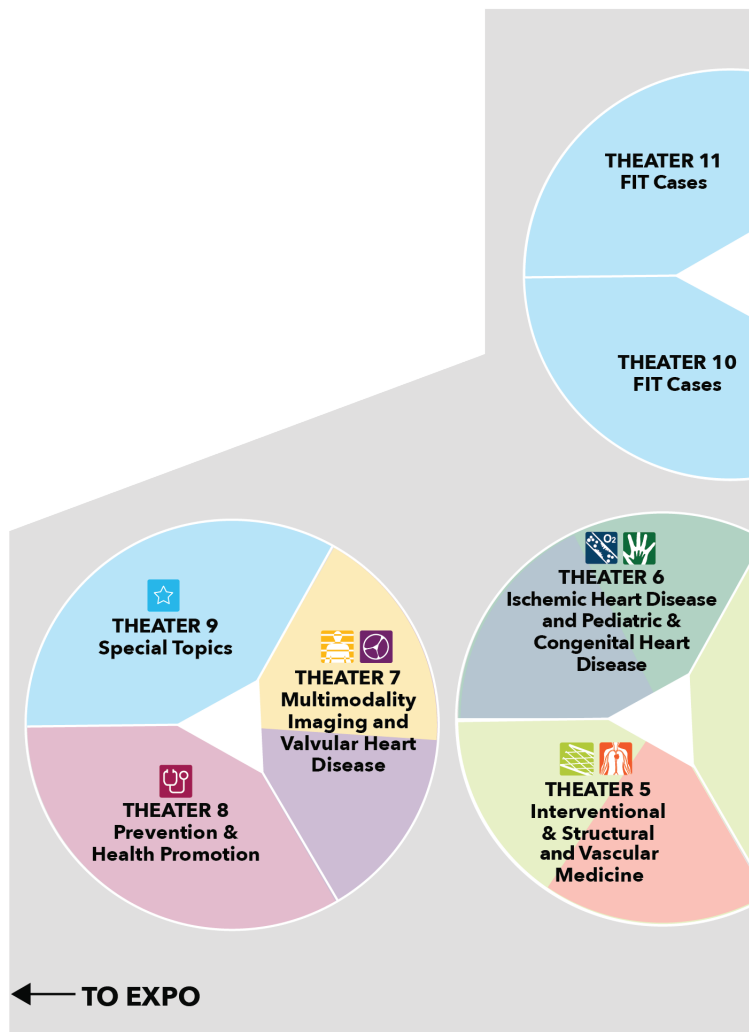 THEATER 11
FIT Cases
THEATER 10
FIT Cases
THEATER 9
Special Topics
THEATER 7
Multimodality
Imaging and
Valvular Heart
Disease
THEATER 8
Prevention &
Health Promotion
O2
THEATER 6
Ischemic Heart Disease
and Pediatric &
Congenital Heart
Disease
THEATER 5
Interventional
& Structural
and Vascular
Medicine
TO EXPO